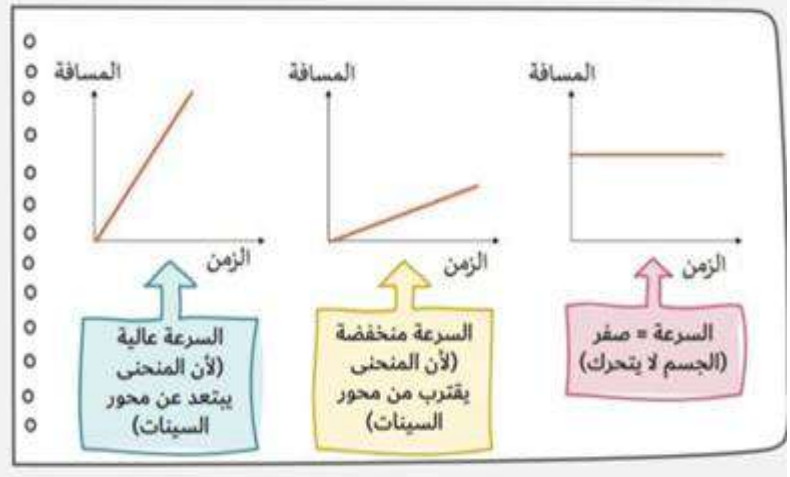 المسافة
الزمن
السرعة = صفر
(الجسم لا يتحرك)
المسافة
الزمن
السرعة منخفضة
(لأن المنحنى
يقترب من محور
السينات)
المسافة
الزمن
السرعة عالية
(لأن المنحنى
يبتعد عن محور
السينات)